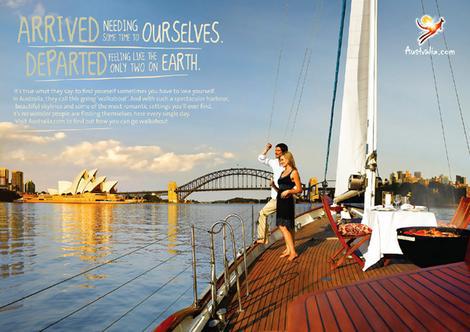 ARRIVED NEEDING SOME TIME TO OURSELVES.
DEPARTED FEELING LIKE THE ONLY TWO ON EARTH.
It's true what they say: to find yourself sometimes you have to lose yourself.
In Australia, they call this going 'walkabout'. And with such a spectacular harbour,
beautiful skyline and some of the most romantic settings you'll ever find,
it's no wonder people are finding themselves here every single day.
Visit Australia.com to find out how you can go walkabout.
Australia.com